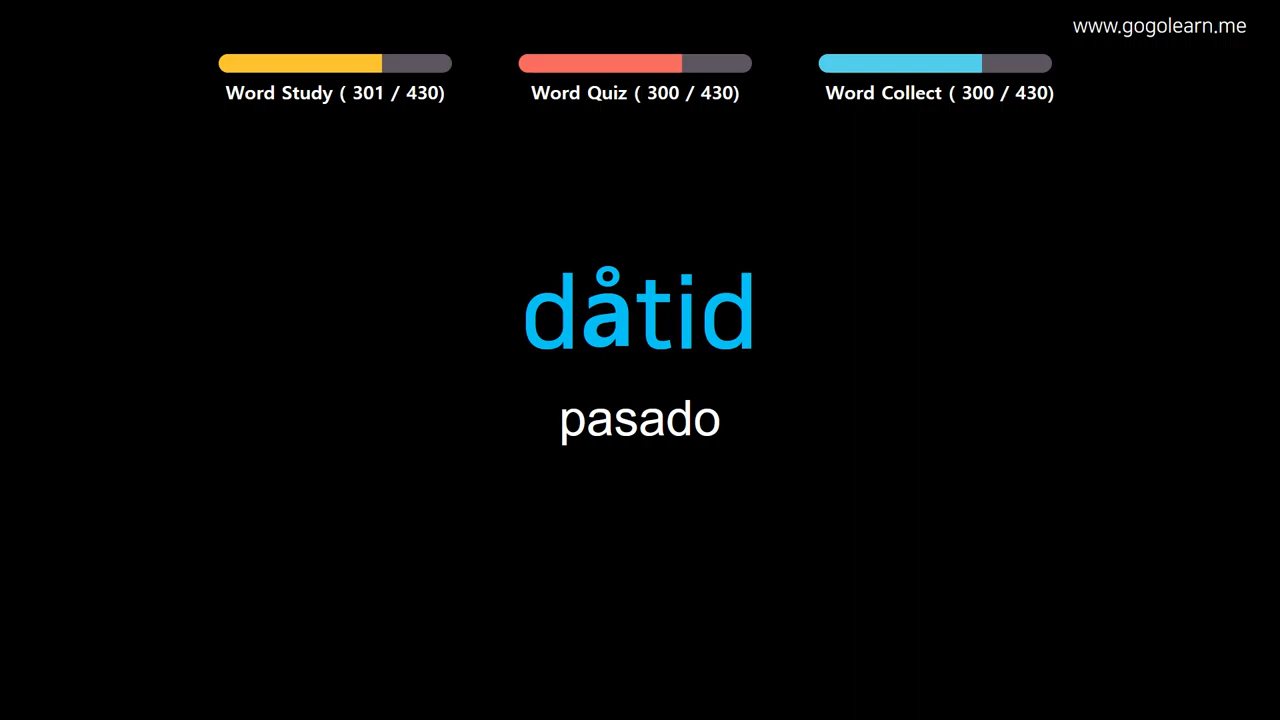 www.gogolearn.me
Word Study ( 301 / 430)
Word Quiz ( 300 / 430)
Word Collect ( 300 / 430)
dåtid
pasado